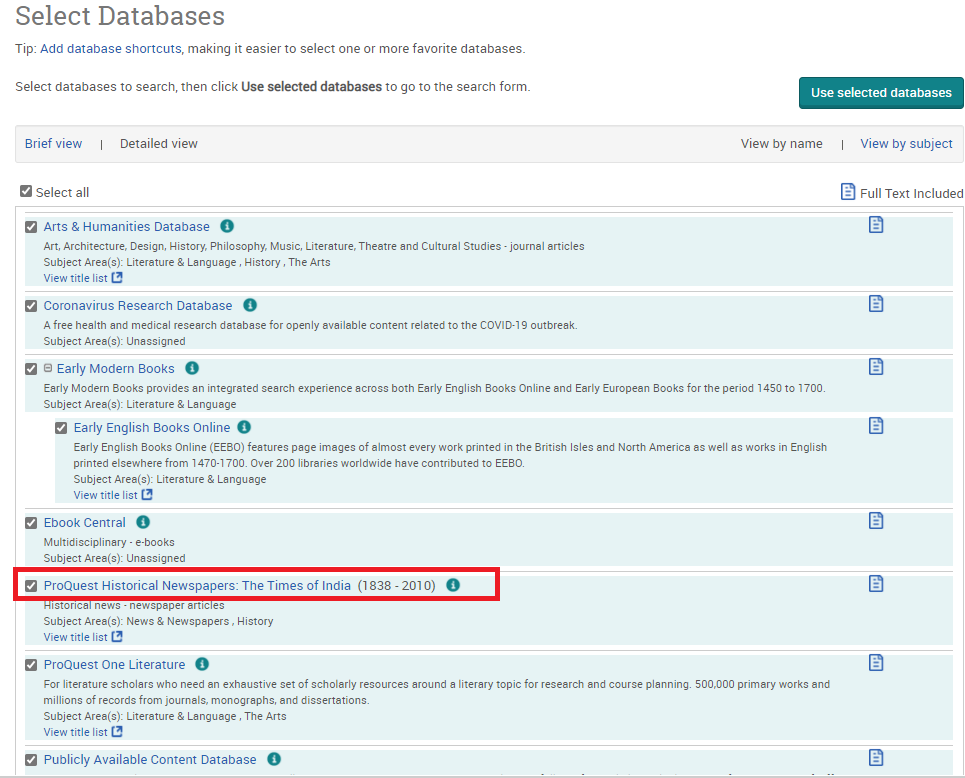 Select Databases
Tip: Add database shortcuts, making it easier to select one or more favorite databases.
Select databases to search, then click Use selected databases to go to the search form.
Use selected databases
Brief view | Detailed view View by name | View by subject
Select all Full Text Included
Arts & Humanities Database
Art, Architecture, Design, History, Philosophy, Music, Literature, Theatre and Cultural Studies - journal articles
Subject Area(s): Literature & Language , History , The Arts
View title list
Coronavirus Research Database
A free health and medical research database for openly available content related to the COVID-19 outbreak.
Subject Area(s): Unassigned
Early Modern Books
Early Modern Books provides an integrated search experience across both Early English Books Online and Early European Books for the period 1450 to 1700.
Subject Area(s): Literature & Language
Early English Books Online
Early English Books Online (EEBO) features page images of almost every work printed in the British Isles and North America as well as works in English
printed elsewhere from 1470-1700. Over 200 libraries worldwide have contributed to EEBO.
Subject Area(s): Literature & Language
View title list
Ebook Central
Multidisciplinary - e-books
Subject Area(s): Unassigned
ProQuest Historical Newspapers: The Times of India (1838 - 2010)
Historical news - newspaper articles
Subject Area(s): News & Newspapers , History
View title list
ProQuest One Literature
For literature scholars who need an exhaustive set of scholarly resources around a literary topic for research and course planning. 500,000 primary works and
millions of records from journals, monographs, and dissertations.
Subject Area(s): Literature & Language , The Arts
View title list
Publicly Available Content Database